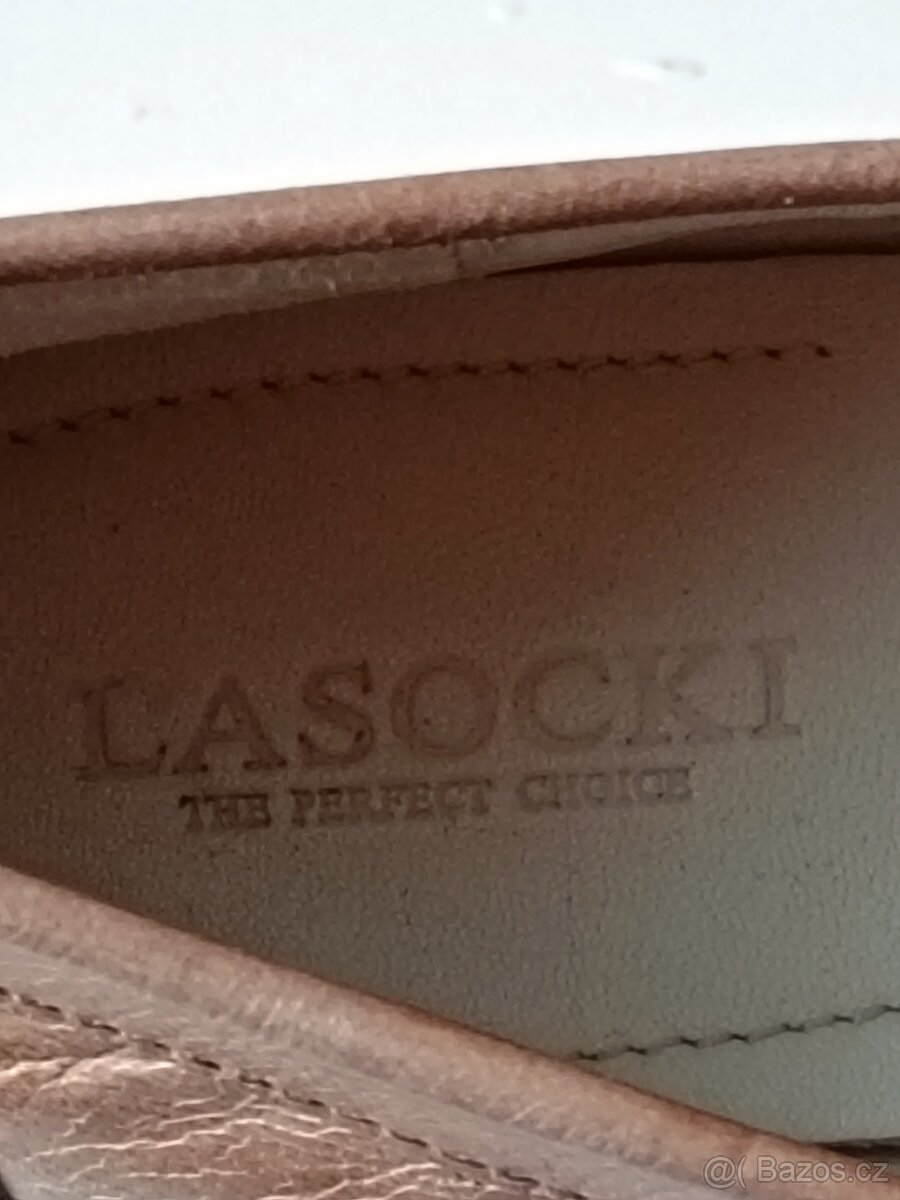 LASOCKI
THE PERFECT CHOICE
@( Bazos.cz